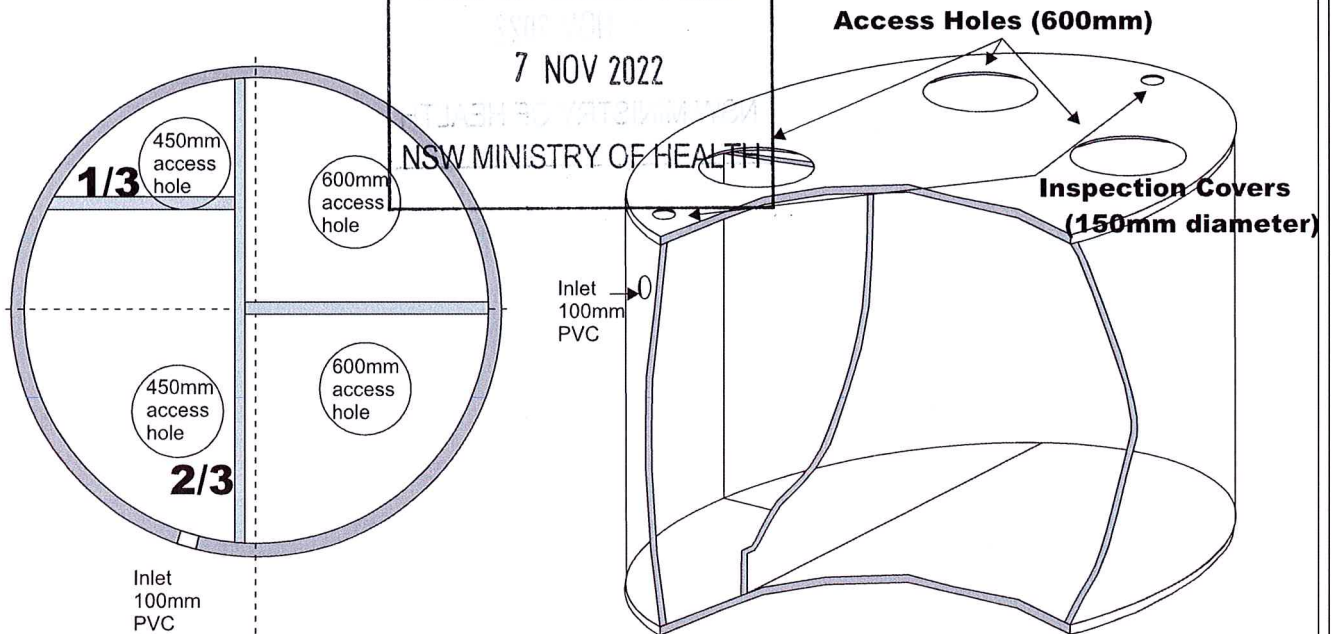 7 NOV 2022
NSW MINISTRY OF HEALTH
450mm
access
hole
1/3
600mm
access
hole
450mm
access
hole
2/3
600mm
access
hole
Inlet
100mm
PVC
Access Holes (600mm)
Inspection Covers
(150mm diameter)
Inlet
100mm
PVC